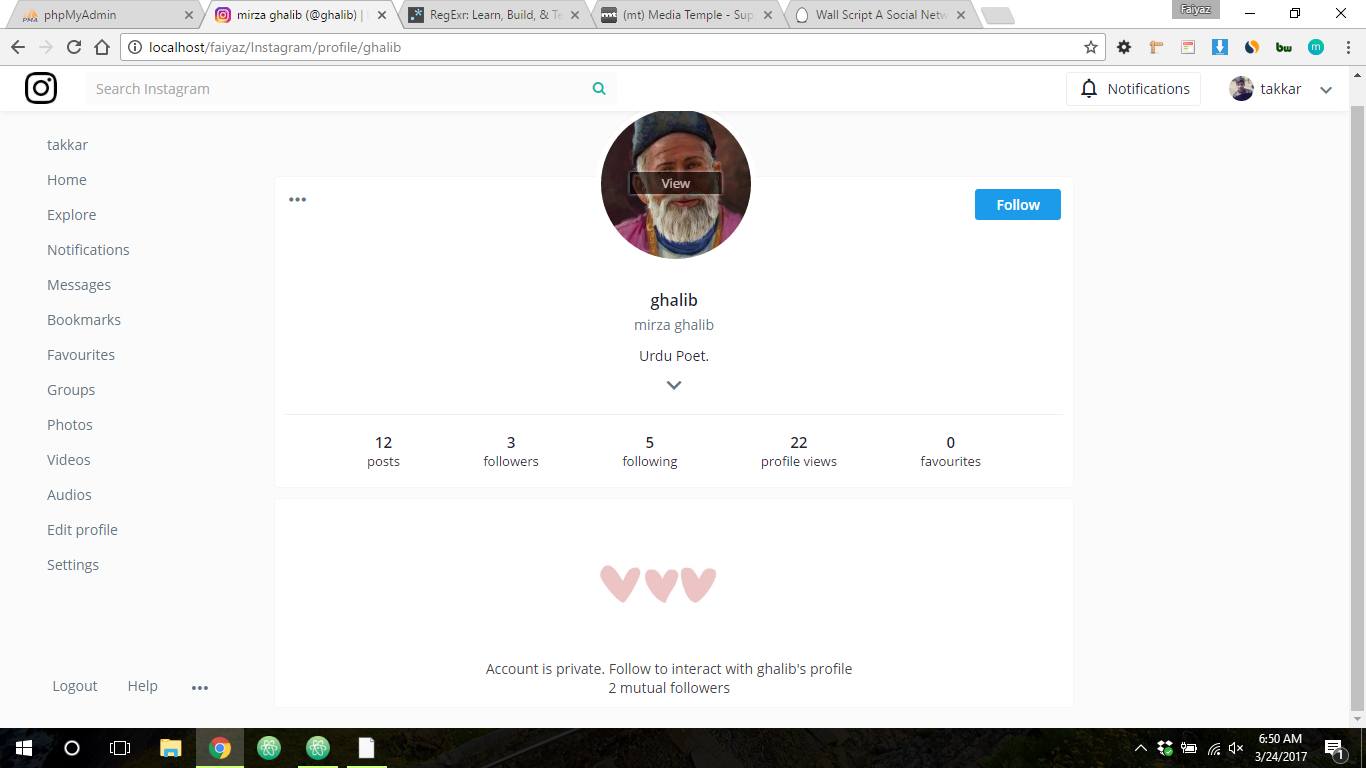 phpMyAdmin
mirza ghalib (@ghalib) |
RegExr: Learn, Build, & Te
(mt) Media Temple - Sup
Wall Script A Social Netw
Faiyaz
localhost/faiyaz/Instagram/profile/ghalib
bw
m
Search Instagram
Notifications
takkar
takkar
Home
Explore
Notifications
Messages
Bookmarks
Favourites
Groups
Photos
Videos
Audios
Edit profile
Settings
Logout
Help
View
Follow
ghalib
mirza ghalib
Urdu Poet.
12
posts
3
followers
5
following
22
profile views
0
favourites
Account is private. Follow to interact with ghalib's profile
2 mutual followers
6:50 AM
3/24/2017
1